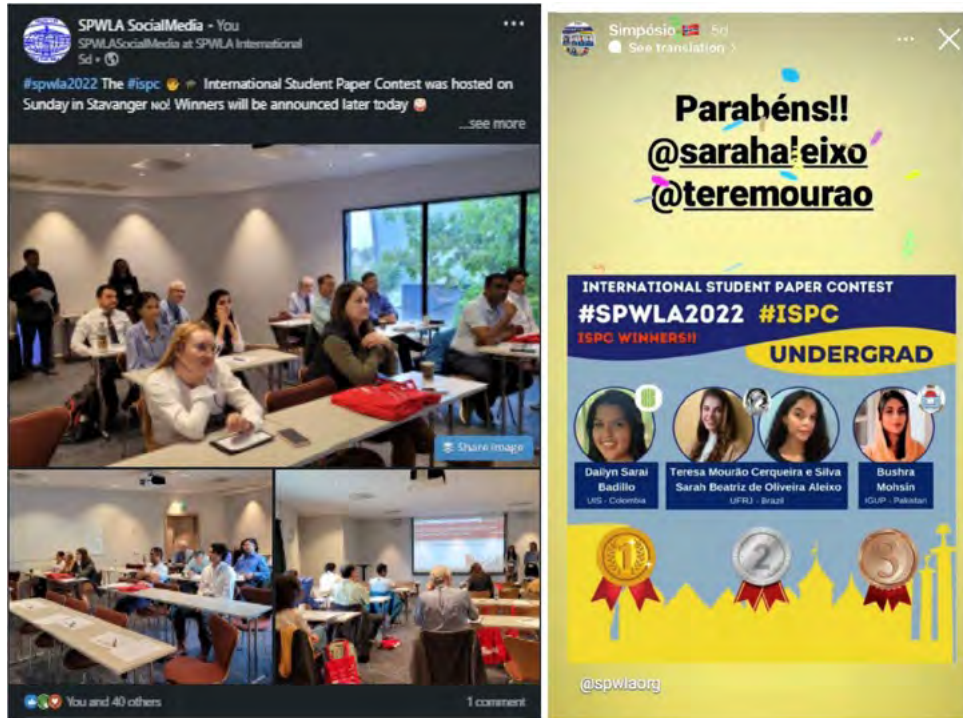 SPWLA SocialMedia - You
SPWLASocialMedia at SPWLA International
5d •
#spwla2022 The #ispc International Student Paper Contest was hosted on
Sunday in Stavanger NO! Winners will be announced later today
...see more
Share image
You and 40 others
1 comment
Simpósio 5d
See translation >
Parabéns!!
@sarahaleixo
@teremourao
INTERNATIONAL STUDENT PAPER CONTEST
#SPWLA2022 #ISPC
ISPC WINNERS!!
UNDERGRAD
Dailyn Sarai
Badillo
UIS - Colombia
Teresa Mourão Cerqueira e Silva
Sarah Beatriz de Oliveira Aleixo
UFRJ - Brazil
Bushra
Mohsin
IGUP - Pakistan
1
2
3
@spwlaorg